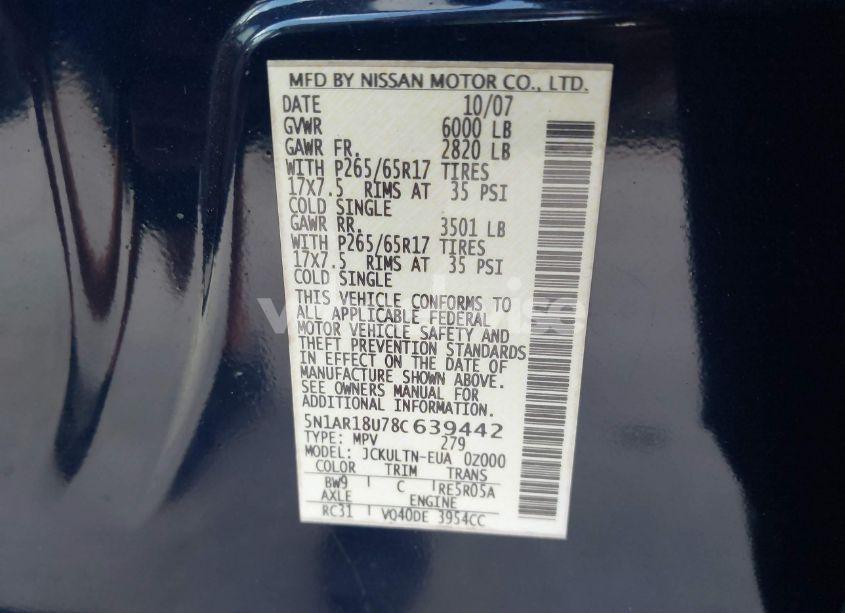 MFD BY NISSAN MOTOR CO., LTD.
DATE 10/07
GVWR 6000 LB
GAWR FR. 2820 LB
WITH P265/65R17 TIRES
17X7.5 RIMS AT 35 PSI
COLD SINGLE
GAWR RR. 3501 LB
WITH P265/65R17 TIRES
17X7.5 RIMS AT 35 PSI
COLD SINGLE
THIS VEHICLE CONFORMS TO
ALL APPLICABLE FEDERAL
MOTOR VEHICLE SAFETY AND
THEFT PREVENTION STANDARDS
IN EFFECT ON THE DATE OF
MANUFACTURE SHOWN ABOVE.
SEE OWNERS MANUAL FOR
ADDITIONAL INFORMATION.
5N1AR18U78C639442
TYPE: MPV 279
MODEL: JCKULTN-EUA 0Z000
COLOR TRIM TRANS
BW9 C RE5R05A
AXLE ENGINE
RC31 VQ40DE 3954CC